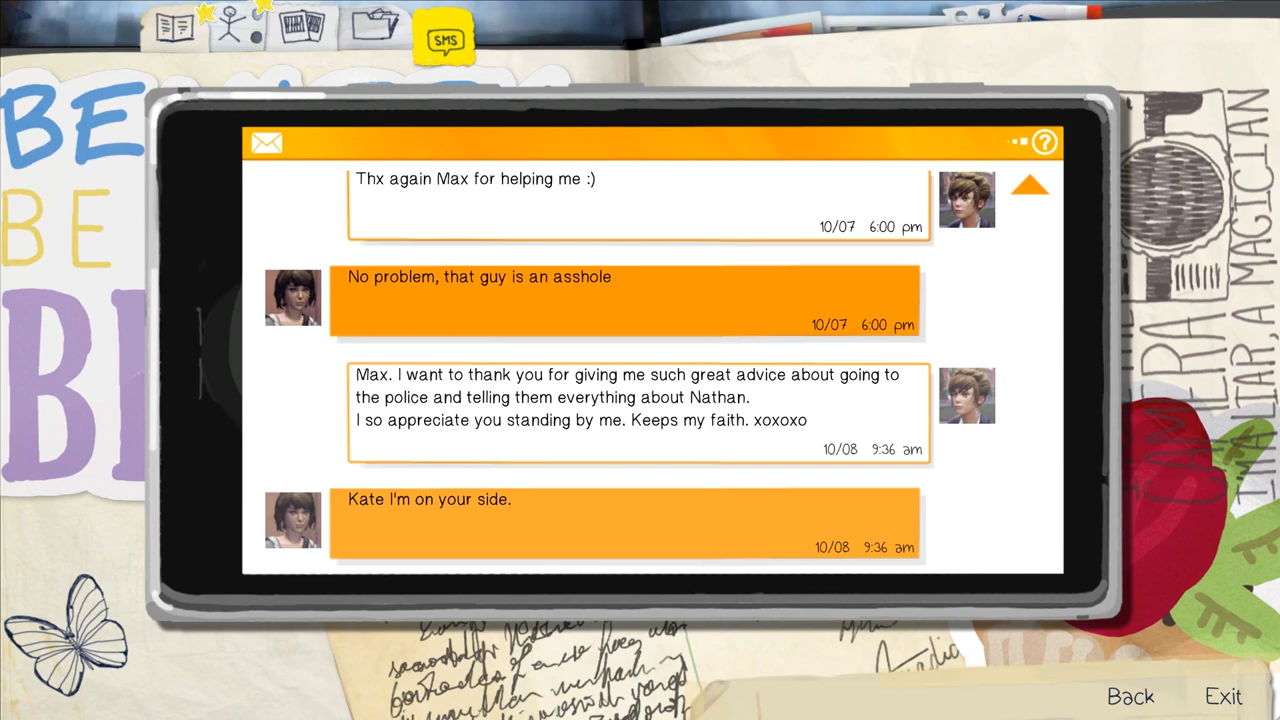 SMS
?
Thx again Max for helping me :)
10/07 6:00 pm
No problem, that guy is an asshole
10/07 6:00 pm
Max. I want to thank you for giving me such great advice about going to
the police and telling them everything about Nathan.
I so appreciate you standing by me. Keeps my faith. xoxoxo
10/08 9:36 am
Kate I'm on your side.
10/08 9:36 am
BE
BE
CAMERA
LIAR, A MAGICIAN
Back Exit